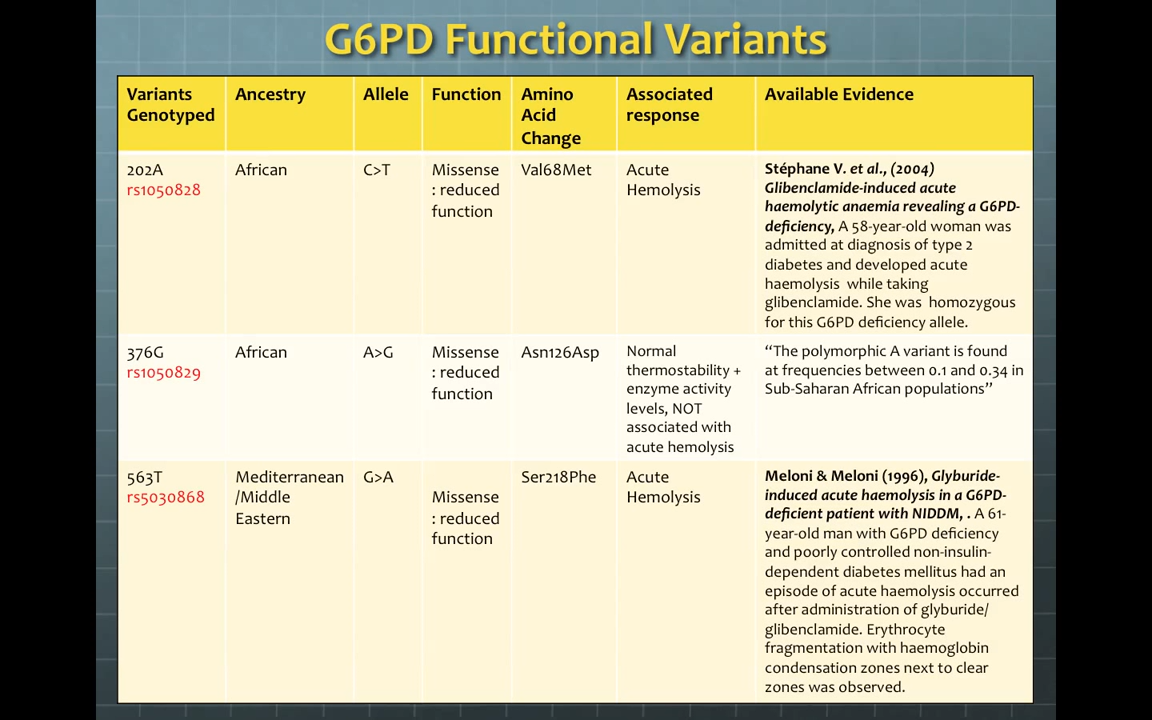 G6PD Functional Variants
Variants
Genotyped
Ancestry
Allele
Function
Amino
Acid
Change
Associated
response
Available Evidence
202A
rs1050828
African
C>T
Missense
: reduced
function
Val68Met
Acute
Hemolysis
Stéphane V. et al., (2004)
Glibenclamide-induced acute
haemolytic anaemia revealing a G6PD-
deficiency, A 58-year-old woman was
admitted at diagnosis of type 2
diabetes and developed acute
haemolysis while taking
glibenclamide. She was homozygous
for this G6PD deficiency allele.
376G
rs1050829
African
A>G
Missense
: reduced
function
Asn126Asp
Normal
thermostability +
enzyme activity
levels, NOT
associated with
acute hemolysis
“The polymorphic A variant is found
at frequencies between 0.1 and 0.34 in
Sub-Saharan African populations”
563T
rs5030868
Mediterranean
/Middle
Eastern
G>A
Missense
: reduced
function
Ser218Phe
Acute
Hemolysis
Meloni & Meloni (1996), Glyburide-
induced acute haemolysis in a G6PD-
deficient patient with NIDDM, . A 61-
year-old man with G6PD deficiency
and poorly controlled non-insulin-
dependent diabetes mellitus had an
episode of acute haemolysis occurred
after administration of glyburide/
glibenclamide. Erythrocyte
fragmentation with haemoglobin
condensation zones next to clear
zones was observed.